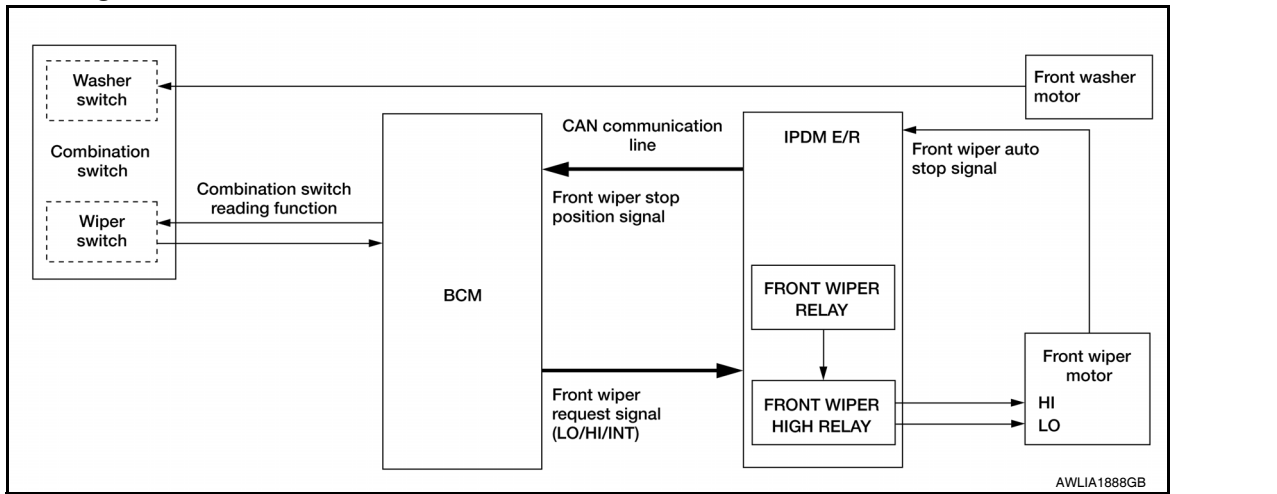 Washer
switch
Combination
switch
Wiper
switch
Combination switch
reading function
BCM
CAN communication
line
Front wiper stop
position signal
Front wiper
request signal
(LO/HI/INT)
IPDM E/R
FRONT WIPER
RELAY
FRONT WIPER
HIGH RELAY
Front washer
motor
Front wiper auto
stop signal
Front wiper
motor
HI
LO
AWLIA1888GB